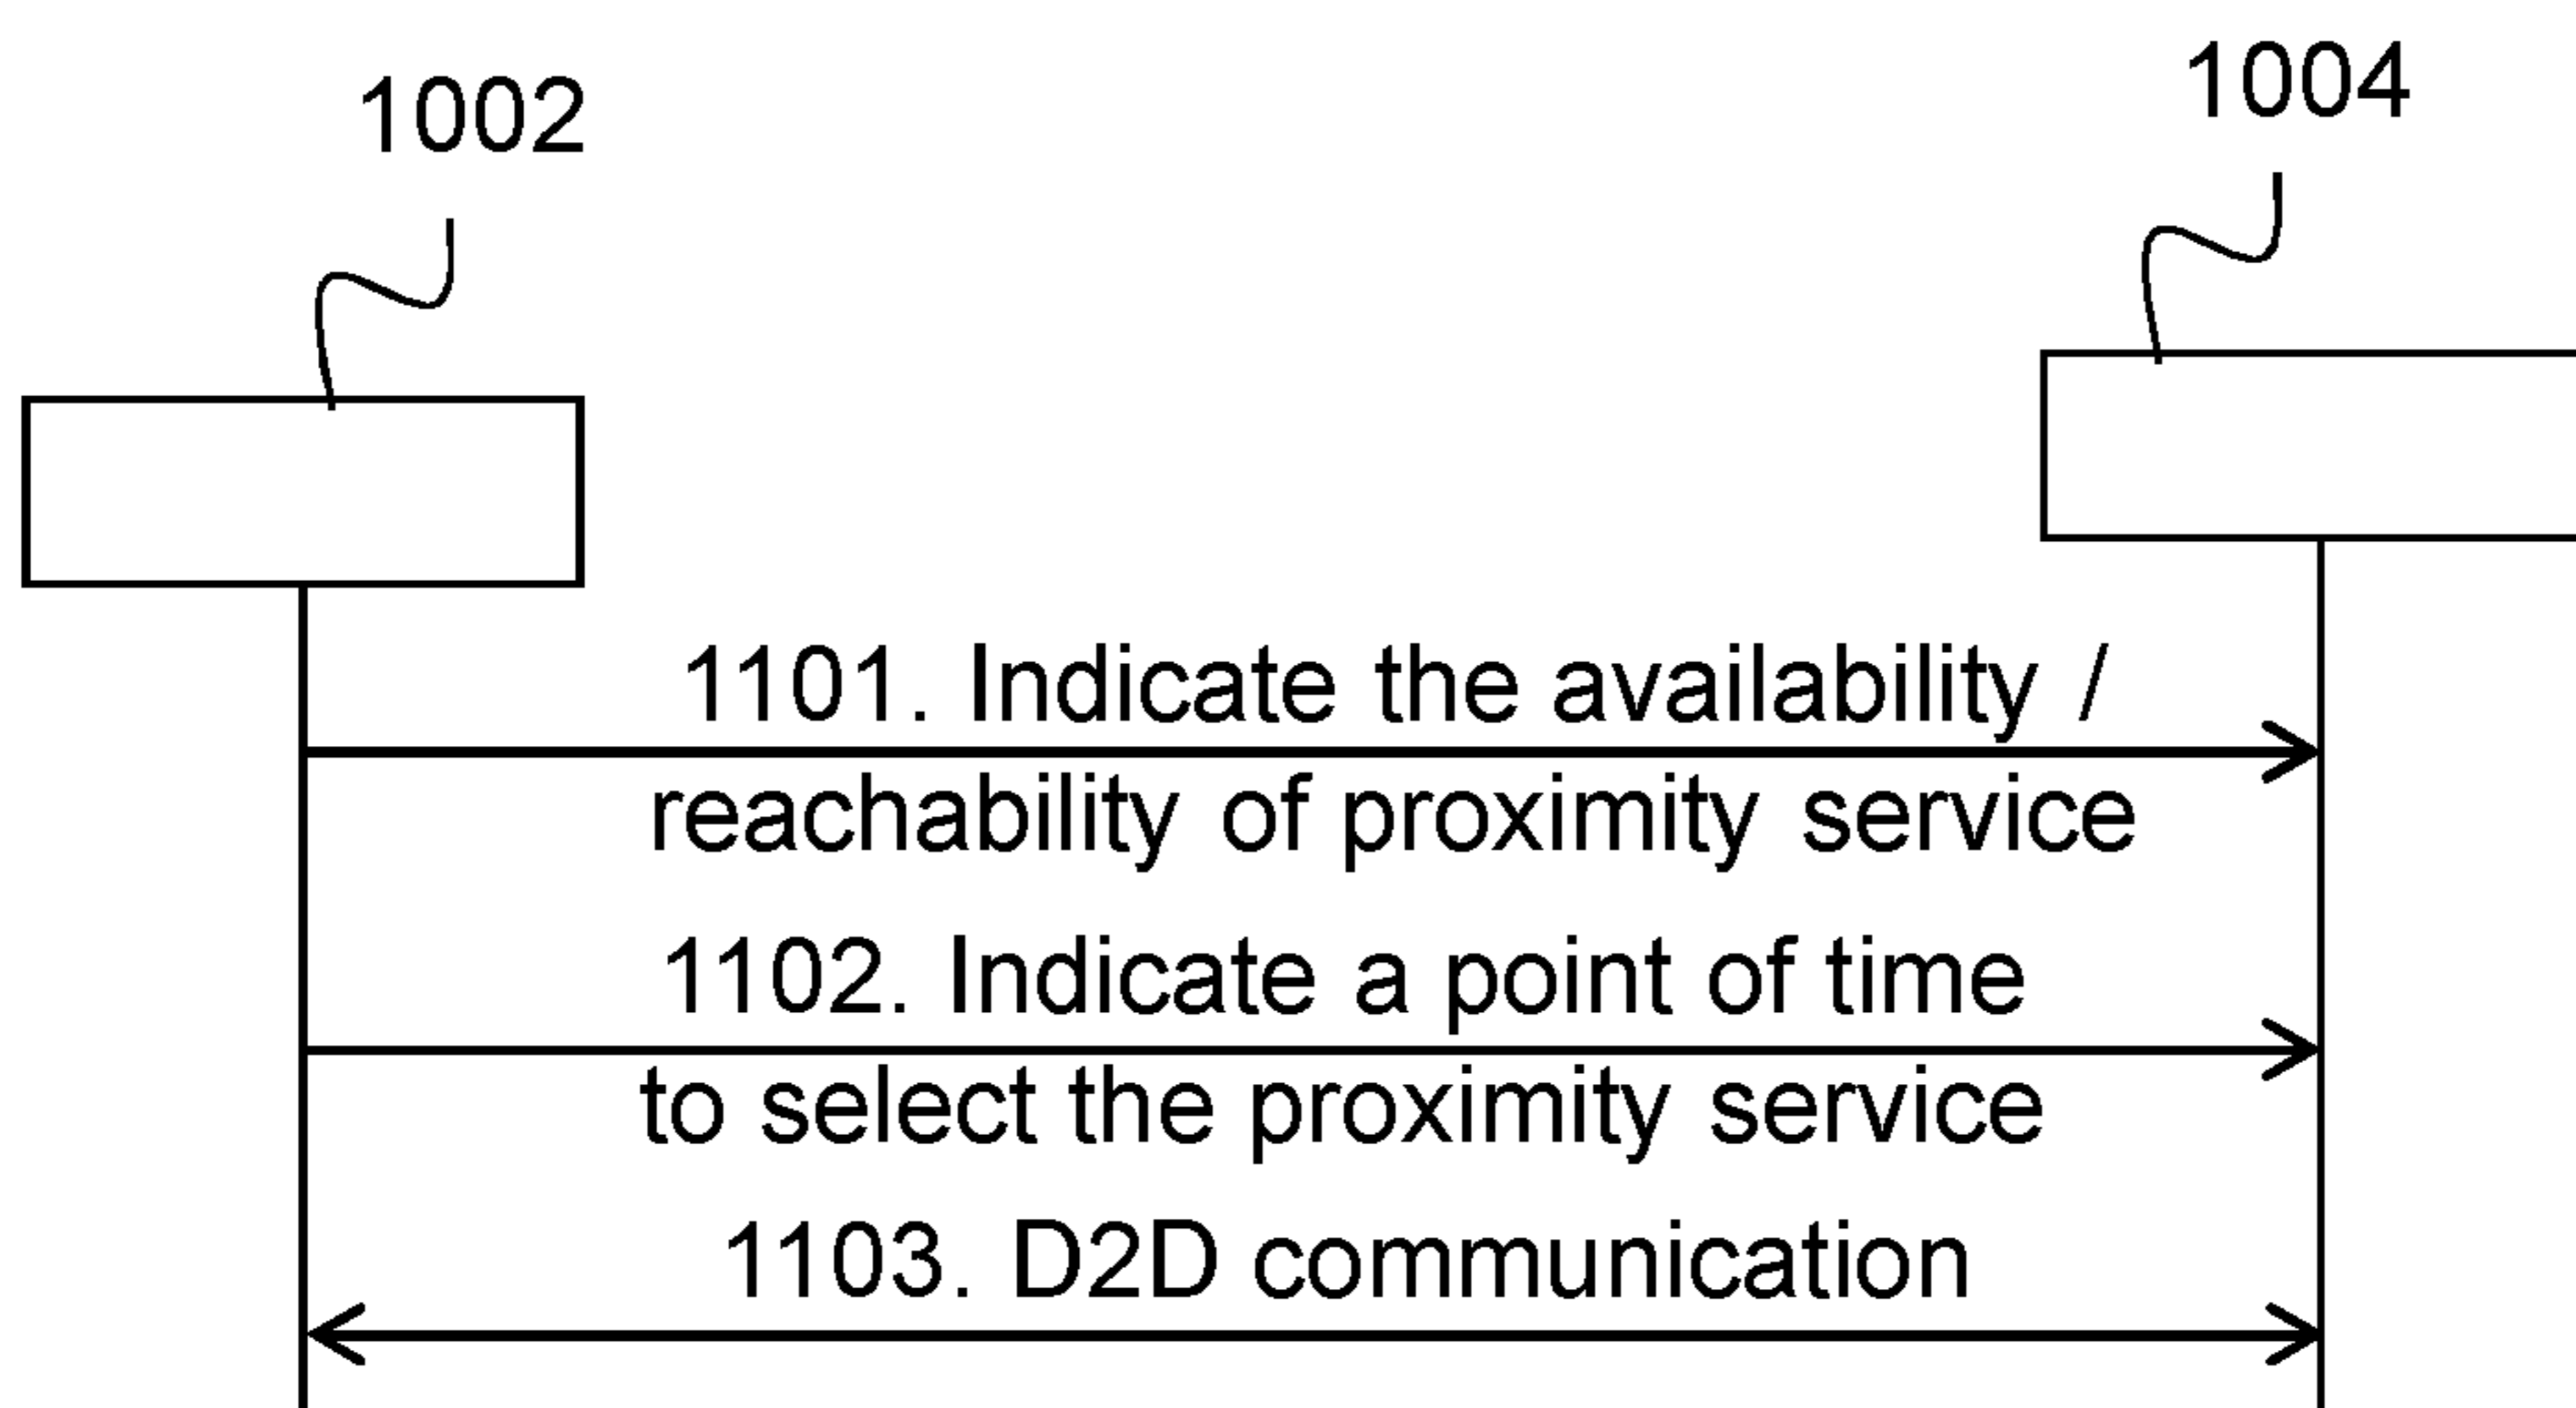 1002
1004
1101. Indicate the availability /
reachability of proximity service
1102. Indicate a point of time
to select the proximity service
1103. D2D communication